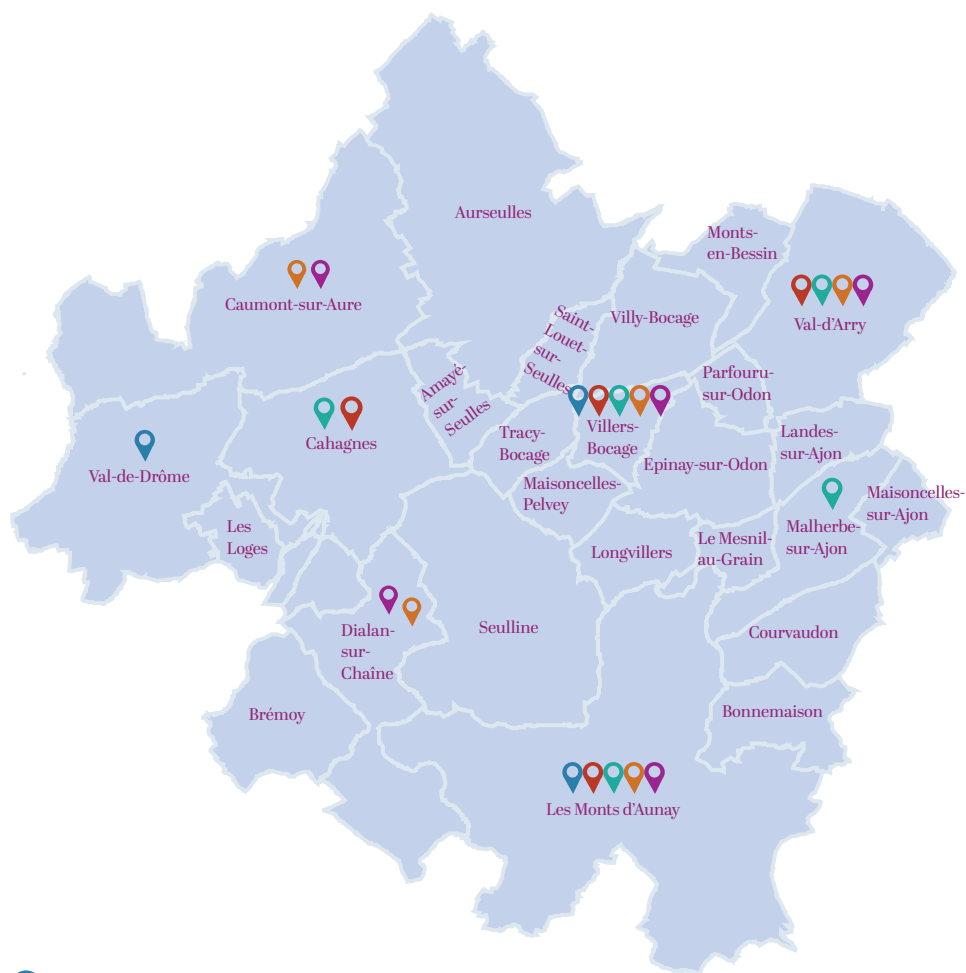 Aurseulles
Monts-
en-Bessin
Caumont-sur-Aure
Saint-
Louet-
sur-
Seulles
Villy-Bocage
Val-d'Arry
Amayé-
sur-
Seulles
Parfouru-
sur-Odon
Cahagnes
Tracy-
Bocage
Villers-
Bocage
Landes-
sur-Ajon
Val-de-Drôme
Epinay-sur-Odon
Maisoncelles-
Pelvey
Maisoncelles-
sur-Ajon
Les
Loges
Longvillers
Le Mesnil-
au-Grain
Malherbe-
sur-Ajon
Dialan-
sur-
Chaîne
Seulline
Courvaudon
Brémoy
Bonnemaison
Les Monts d'Aunay